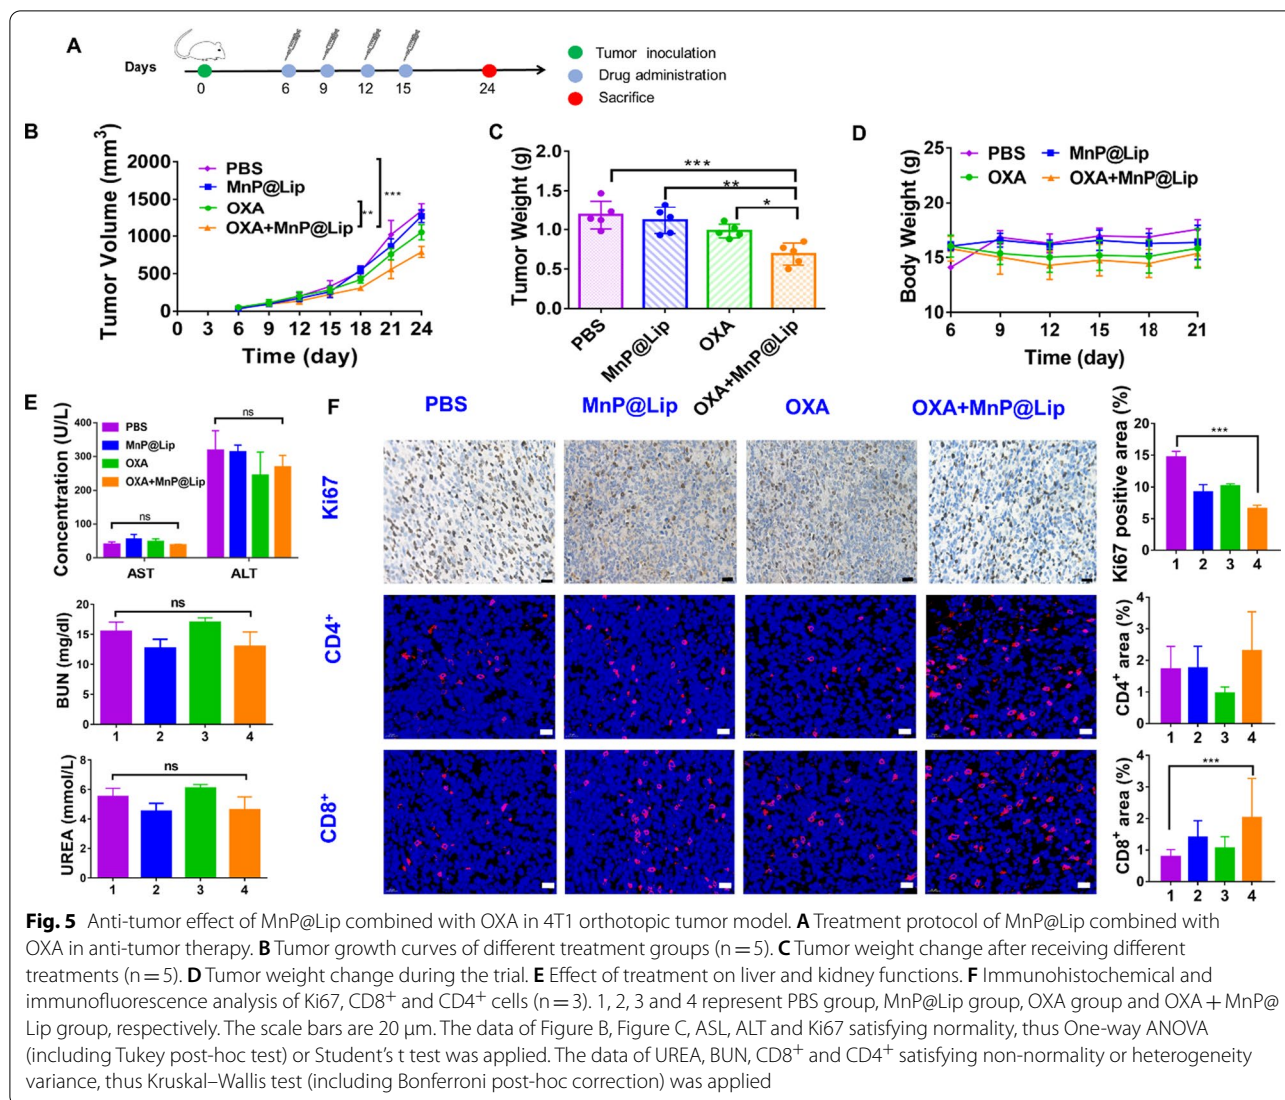 A
Days
0
6
9
12
15
24
Tumor inoculation
Drug administration
Sacrifice
B
Tumor Volume (mm³)
2000
1500
1000
500
0
PBS
MnP@Lip
OXA
OXA+MnP@Lip
**
***
0 3 6 9 12 15 18 21 24
Time (day)
C
Tumor Weight (g)
2.0
1.5
1.0
0.5
0.0
***
**
*
PBS
MnP@Lip
OXA
OXA+MnP@Lip
D
Body Weight (g)
25
20
15
10
PBS
MnP@Lip
OXA
OXA+MnP@Lip
6 9 12 15 18 21
Time (day)
E
Concentration (U/L)
400
300
200
100
0
PBS
MnP@Lip
OXA
OXA+MnP@Lip
ns
ns
AST
ALT
BUN (mg/dl)
20
15
10
5
0
ns
1 2 3 4
UREA (mmol/L)
8
6
4
2
0
ns
1 2 3 4
F
PBS
MnP@Lip
OXA
OXA+MnP@Lip
Ki67
CD4⁺
CD8⁺
Ki67 positive area (%)
20
15
10
5
0
***
1 2 3 4
CD4⁺ area (%)
4
3
2
1
0
1 2 3 4
CD8⁺ area (%)
4
3
2
1
0
***
1 2 3 4
Fig. 5 Anti-tumor effect of MnP@Lip combined with OXA in 4T1 orthotopic tumor model. A Treatment protocol of MnP@Lip combined with
OXA in anti-tumor therapy. B Tumor growth curves of different treatment groups (n = 5). C Tumor weight change after receiving different
treatments (n = 5). D Tumor weight change during the trial. E Effect of treatment on liver and kidney functions. F Immunohistochemical and
immunofluorescence analysis of Ki67, CD8⁺ and CD4⁺ cells (n = 3). 1, 2, 3 and 4 represent PBS group, MnP@Lip group, OXA group and OXA + MnP@
Lip group, respectively. The scale bars are 20 μm. The data of Figure B, Figure C, ASL, ALT and Ki67 satisfying normality, thus One-way ANOVA
(including Tukey post-hoc test) or Student's t test was applied. The data of UREA, BUN, CD8⁺ and CD4⁺ satisfying non-normality or heterogeneity
variance, thus Kruskal–Wallis test (including Bonferroni post-hoc correction) was applied